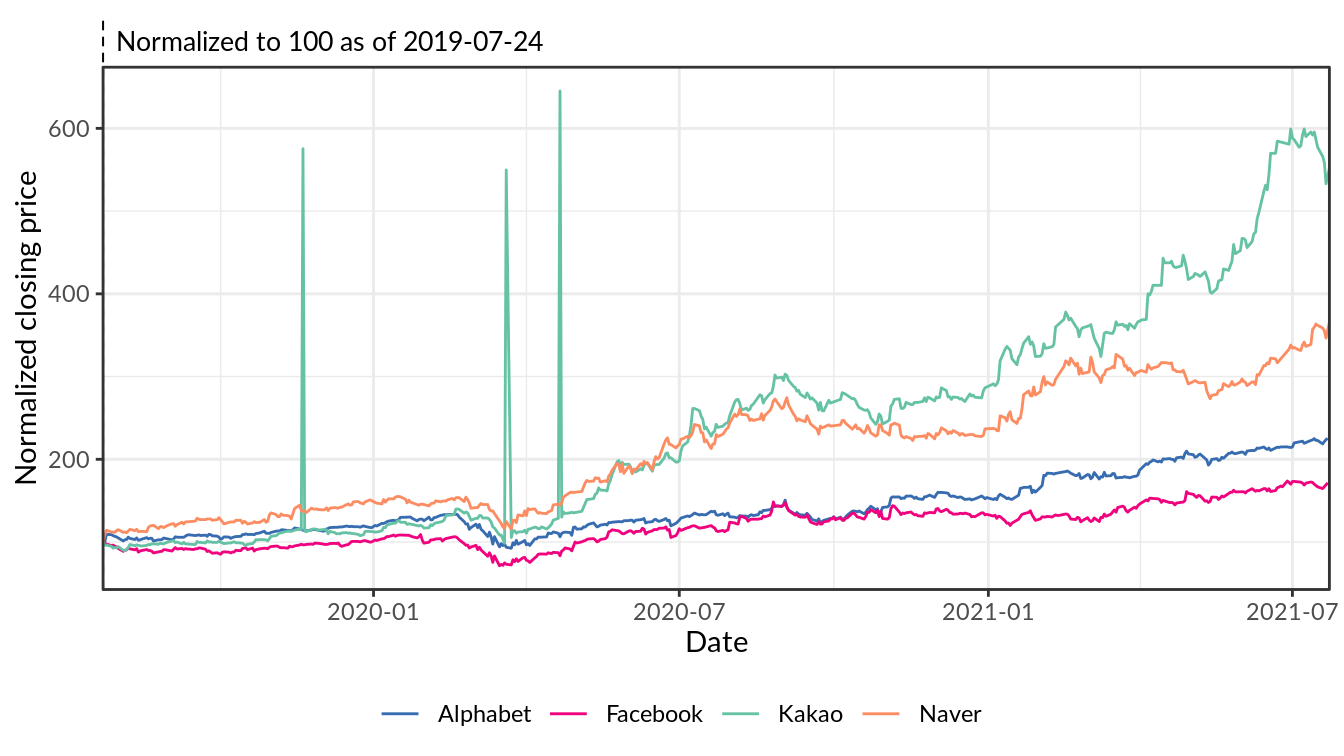 Normalized to 100 as of 2019-07-24
Normalized closing price
600
400
200
2020-01
2020-07
2021-01
2021-07
Date
Alphabet
Facebook
Kakao
Naver